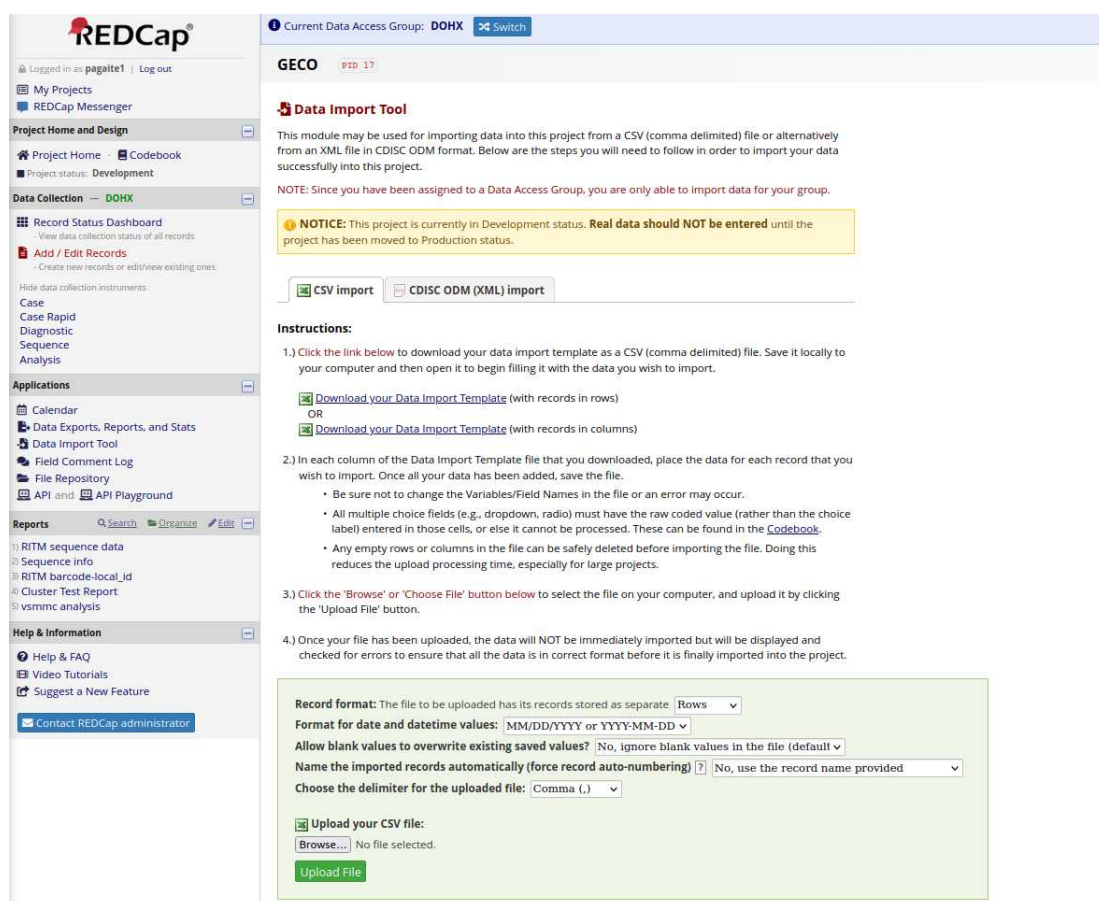 REDCap®
Logged in as pagaite1 | Log out
My Projects
REDCap Messenger
Project Home and Design
Project Home · Codebook
Project status: Development
Data Collection — DOHX
Record Status Dashboard
- View data collection status of all records
Add / Edit Records
- Create new records or edit/view existing ones
Hide data collection instruments
Case
Case Rapid
Diagnostic
Sequence
Analysis
Applications
Calendar
Data Exports, Reports, and Stats
Data Import Tool
Field Comment Log
File Repository
API and API Playground
Reports Search Organize Edit
1) RITM sequence data
2) Sequence info
3) RITM barcode-local_id
4) Cluster Test Report
5) vsmmc analysis
Help & Information
Help & FAQ
Video Tutorials
Suggest a New Feature
Contact REDCap administrator
Current Data Access Group: DOHX Switch
GECO PID 17
Data Import Tool
This module may be used for importing data into this project from a CSV (comma delimited) file or alternatively
from an XML file in CDISC ODM format. Below are the steps you will need to follow in order to import your data
successfully into this project.
NOTE: Since you have been assigned to a Data Access Group, you are only able to import data for your group.
NOTICE: This project is currently in Development status. Real data should NOT be entered until the
project has been moved to Production status.
CSV import CDISC ODM (XML) import
Instructions:
1.) Click the link below to download your data import template as a CSV (comma delimited) file. Save it locally to
your computer and then open it to begin filling it with the data you wish to import.
Download your Data Import Template (with records in rows)
OR
Download your Data Import Template (with records in columns)
2.) In each column of the Data Import Template file that you downloaded, place the data for each record that you
wish to import. Once all your data has been added, save the file.
• Be sure not to change the Variables/Field Names in the file or an error may occur.
• All multiple choice fields (e.g., dropdown, radio) must have the raw coded value (rather than the choice
label) entered in those cells, or else it cannot be processed. These can be found in the Codebook.
• Any empty rows or columns in the file can be safely deleted before importing the file. Doing this
reduces the upload processing time, especially for large projects.
3.) Click the 'Browse' or 'Choose File' button below to select the file on your computer, and upload it by clicking
the 'Upload File' button.
4.) Once your file has been uploaded, the data will NOT be immediately imported but will be displayed and
checked for errors to ensure that all the data is in correct format before it is finally imported into the project.
Record format: The file to be uploaded has its records stored as separate Rows
Format for date and datetime values: MM/DD/YYYY or YYYY-MM-DD
Allow blank values to overwrite existing saved values? No, ignore blank values in the file (default
Name the imported records automatically (force record auto-numbering) ? No, use the record name provided
Choose the delimiter for the uploaded file: Comma (,)
Upload your CSV file:
Browse... No file selected.
Upload File